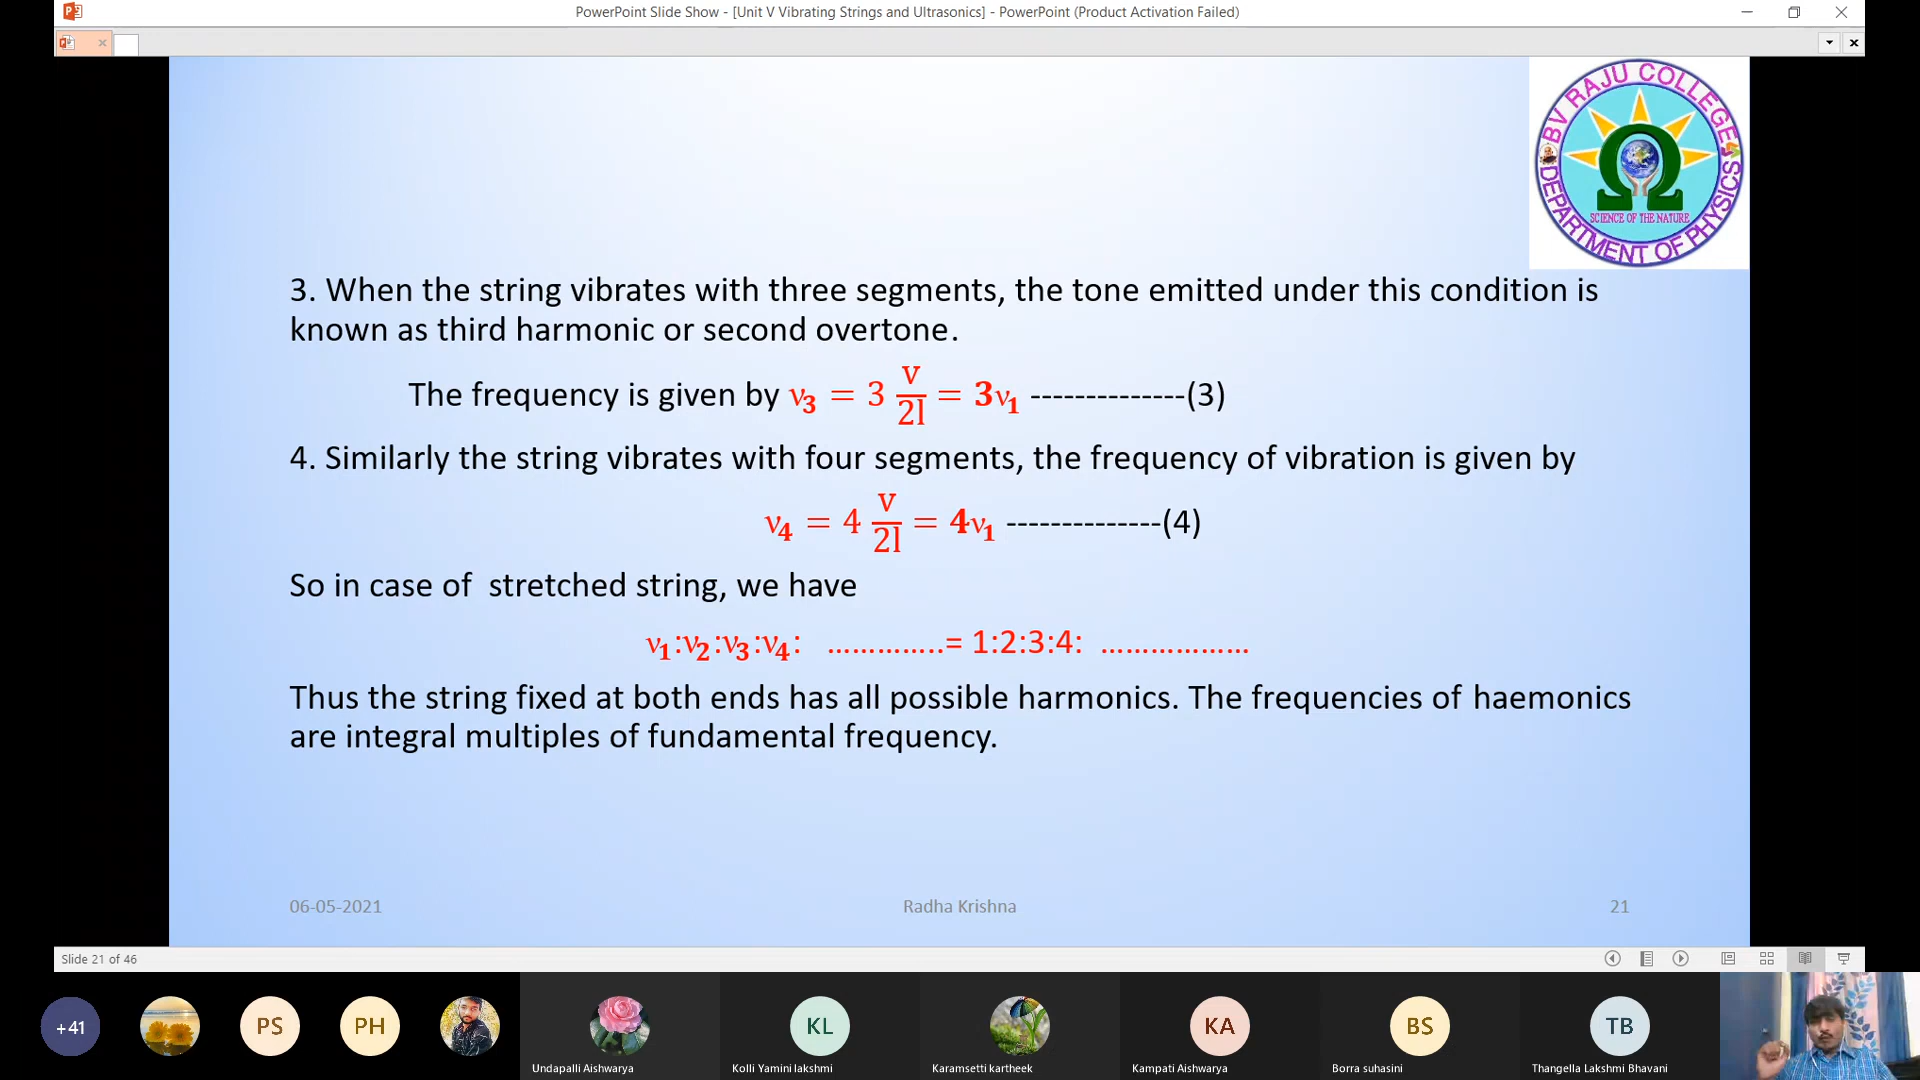 PowerPoint Slide Show - [Unit V Vibrating Strings and Ultrasonics] - PowerPoint (Product Activation Failed)
BV RAJU COLLEGE
SCIENCE OF THE NATURE
DEPARTMENT OF PHYSICS
3. When the string vibrates with three segments, the tone emitted under this condition is
known as third harmonic or second overtone.
The frequency is given by ν₃ = 3 v/2l = 3ν₁ --------------(3)
4. Similarly the string vibrates with four segments, the frequency of vibration is given by
ν₄ = 4 v/2l = 4ν₁ --------------(4)
So in case of stretched string, we have
ν₁:ν₂:ν₃:ν₄: …………..= 1:2:3:4: ………………
Thus the string fixed at both ends has all possible harmonics. The frequencies of haemonics
are integral multiples of fundamental frequency.
06-05-2021 Radha Krishna 21
Slide 21 of 46
+41 PS PH KL KA BS TB
Undapalli Aishwarya Kolli Yamini lakshmi Karamsetti kartheek Kampati Aishwarya Borra suhasini Thangella Lakshmi Bhavani